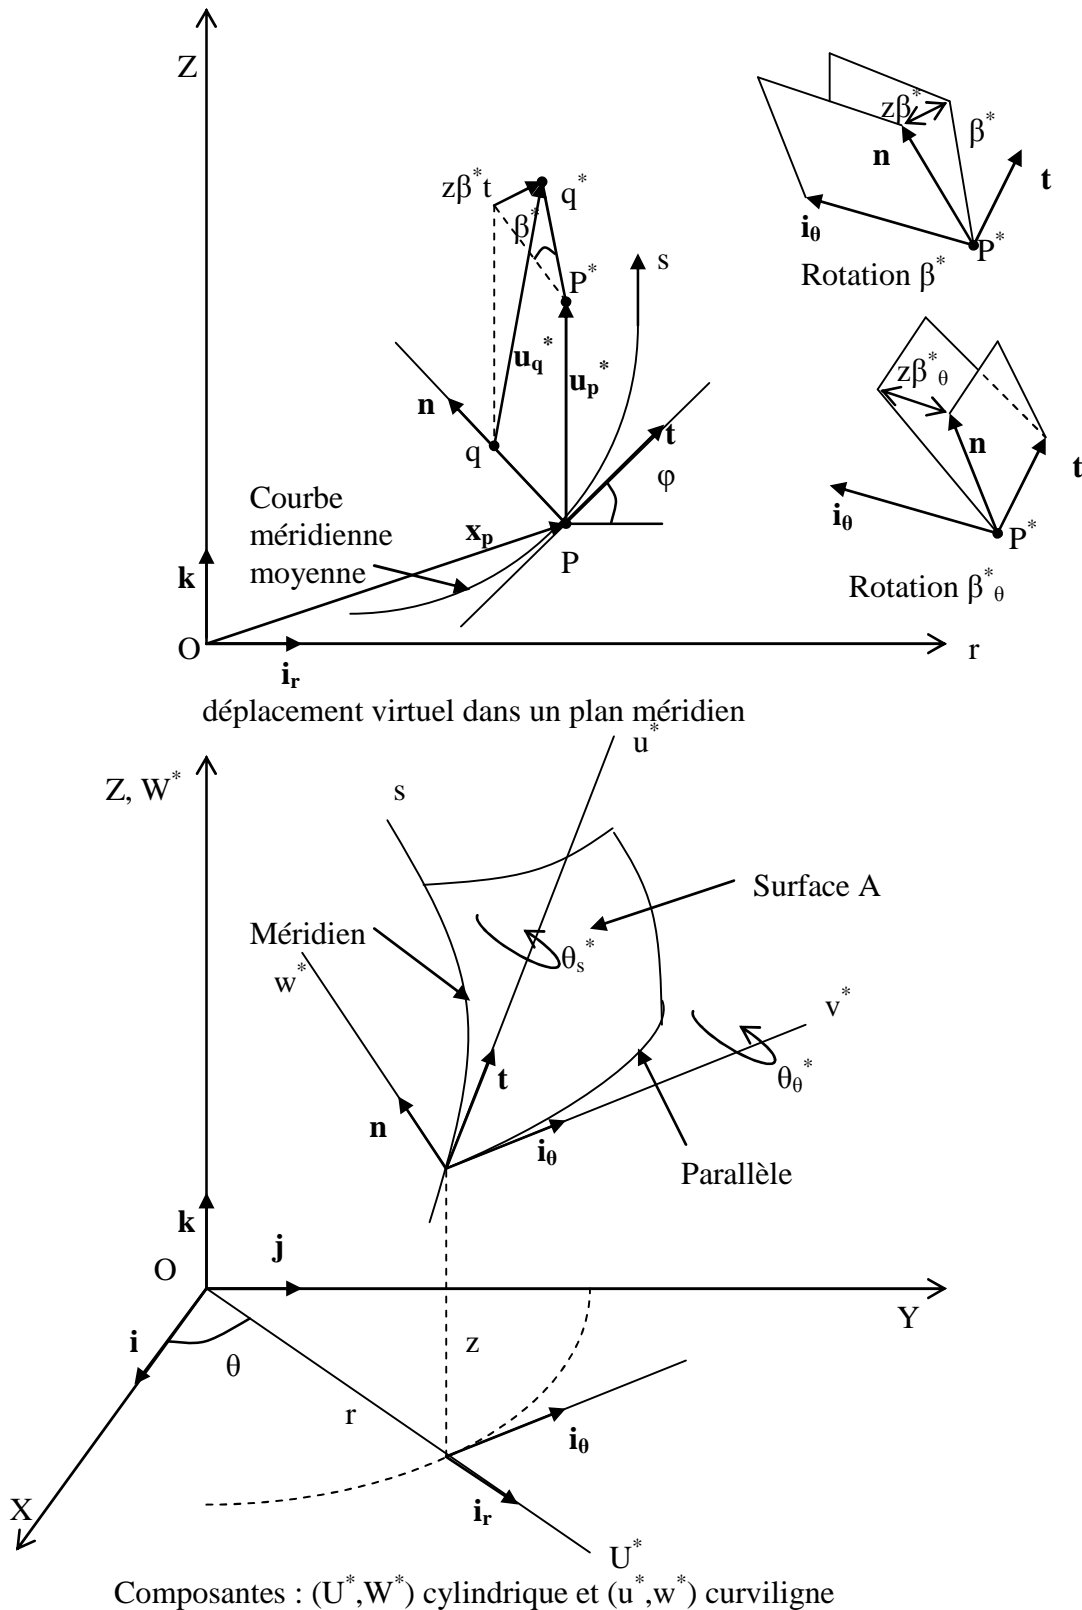 Z
zβ*t
q*
β*
P*
s
u_q*
u_p*
n
q
t
φ
Courbe
méridienne
moyenne
x_p
P
k
O
i_r
r
zβ*
β*
n
t
i_θ
P*
Rotation β*
zβ*_θ
n
t
i_θ
P*
Rotation β*_θ
déplacement virtuel dans un plan méridien
Z, W*
s
u*
Surface A
Méridien
θ_s*
w*
v*
θ_θ*
t
n
i_θ
Parallèle
k
j
O
Y
i
θ
z
r
i_θ
X
i_r
U*
Composantes : (U*,W*) cylindrique et (u*,w*) curviligne